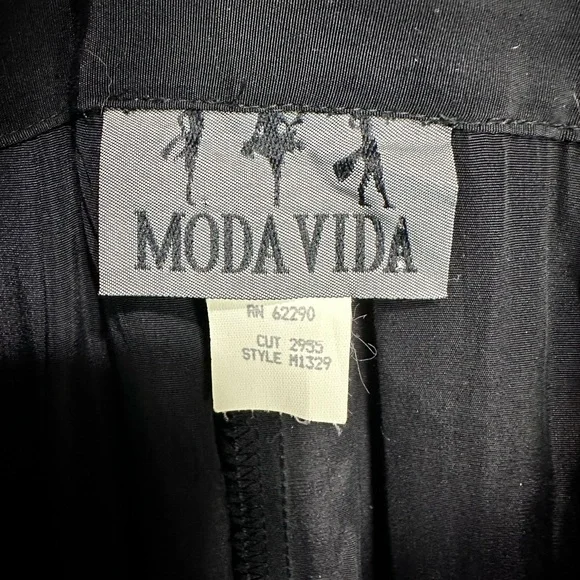 MODA VIDA
RN 62290
CUT 2955
STYLE M1329